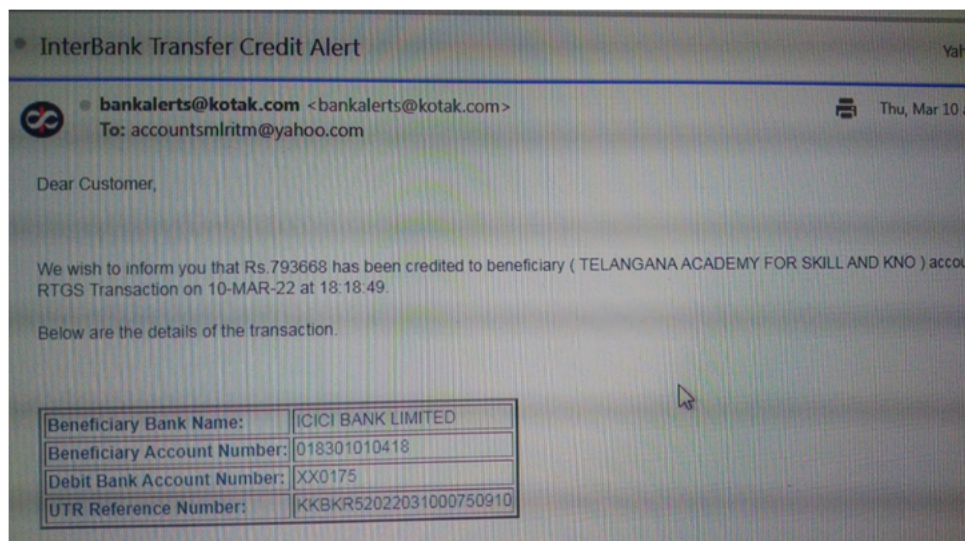 InterBank Transfer Credit Alert
Yah
bankalerts@kotak.com <bankalerts@kotak.com>
Thu, Mar 10 a
To: accountsmlritm@yahoo.com
Dear Customer,
We wish to inform you that Rs.793668 has been credited to beneficiary ( TELANGANA ACADEMY FOR SKILL AND KNO ) accou
RTGS Transaction on 10-MAR-22 at 18:18:49.
Below are the details of the transaction.
Beneficiary Bank Name: ICICI BANK LIMITED
Beneficiary Account Number: 018301010418
Debit Bank Account Number: XX0175
UTR Reference Number: KKBKR52022031000750910